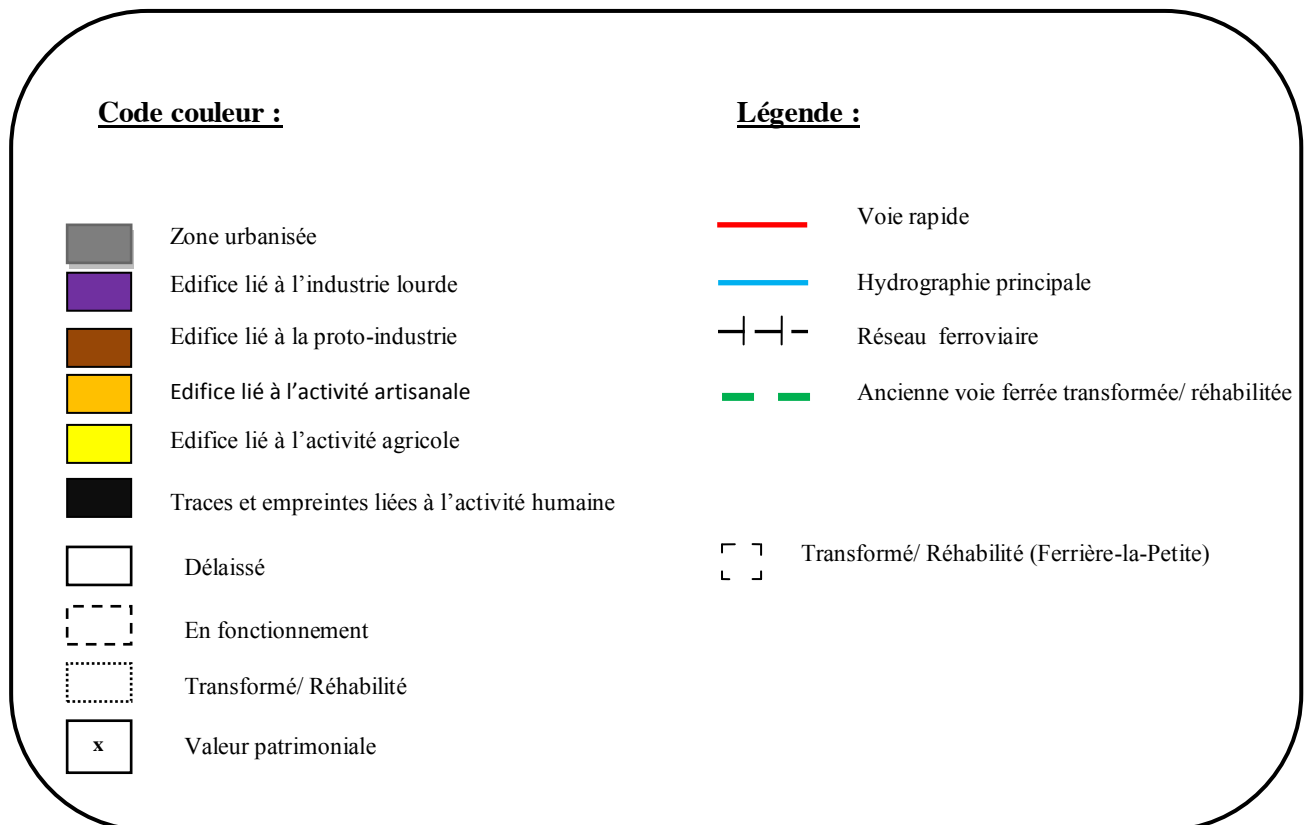 Code couleur :
Zone urbanisée
Edifice lié à l’industrie lourde
Edifice lié à la proto-industrie
Edifice lié à l’activité artisanale
Edifice lié à l’activité agricole
Traces et empreintes liées à l’activité humaine
Délaissé
En fonctionnement
Transformé/ Réhabilité
x Valeur patrimoniale
Légende :
Voie rapide
Hydrographie principale
Réseau ferroviaire
Ancienne voie ferrée transformée/ réhabilitée
Transformé/ Réhabilité (Ferrière-la-Petite)